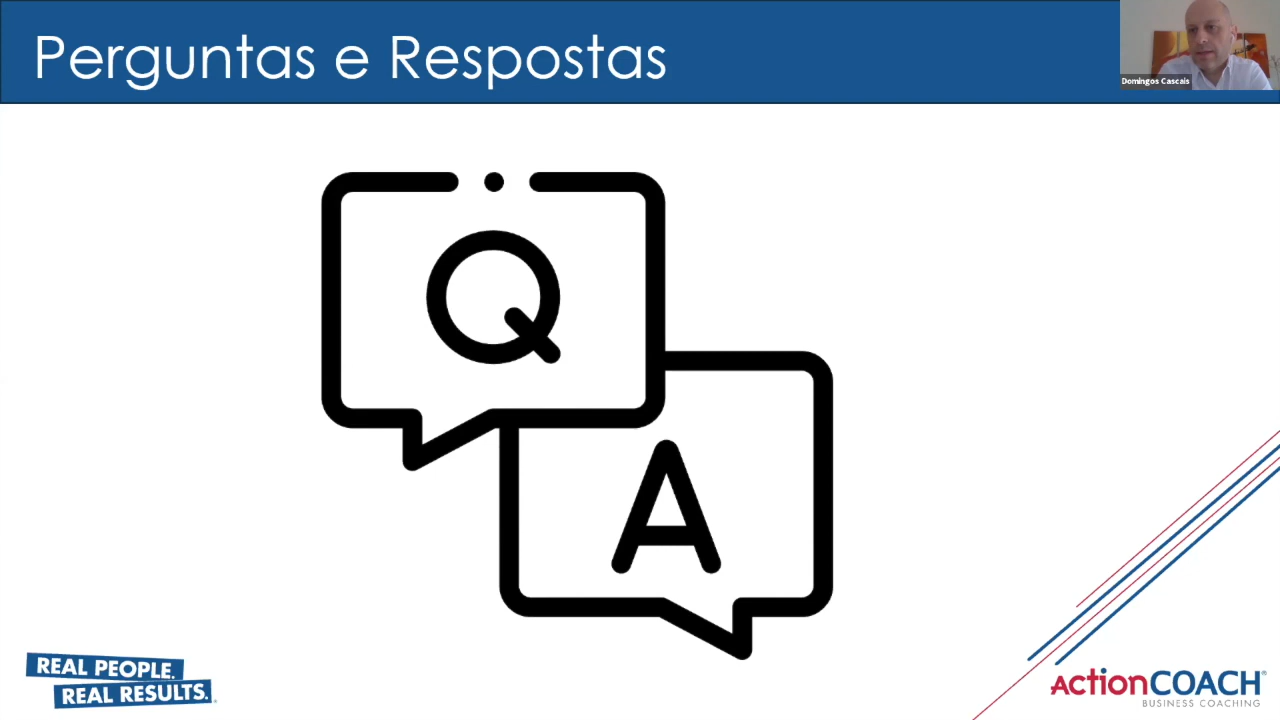 Perguntas e Respostas
Domingos Cascais
Q
A
REAL PEOPLE.
REAL RESULTS.
ActionCOACH®
BUSINESS COACHING